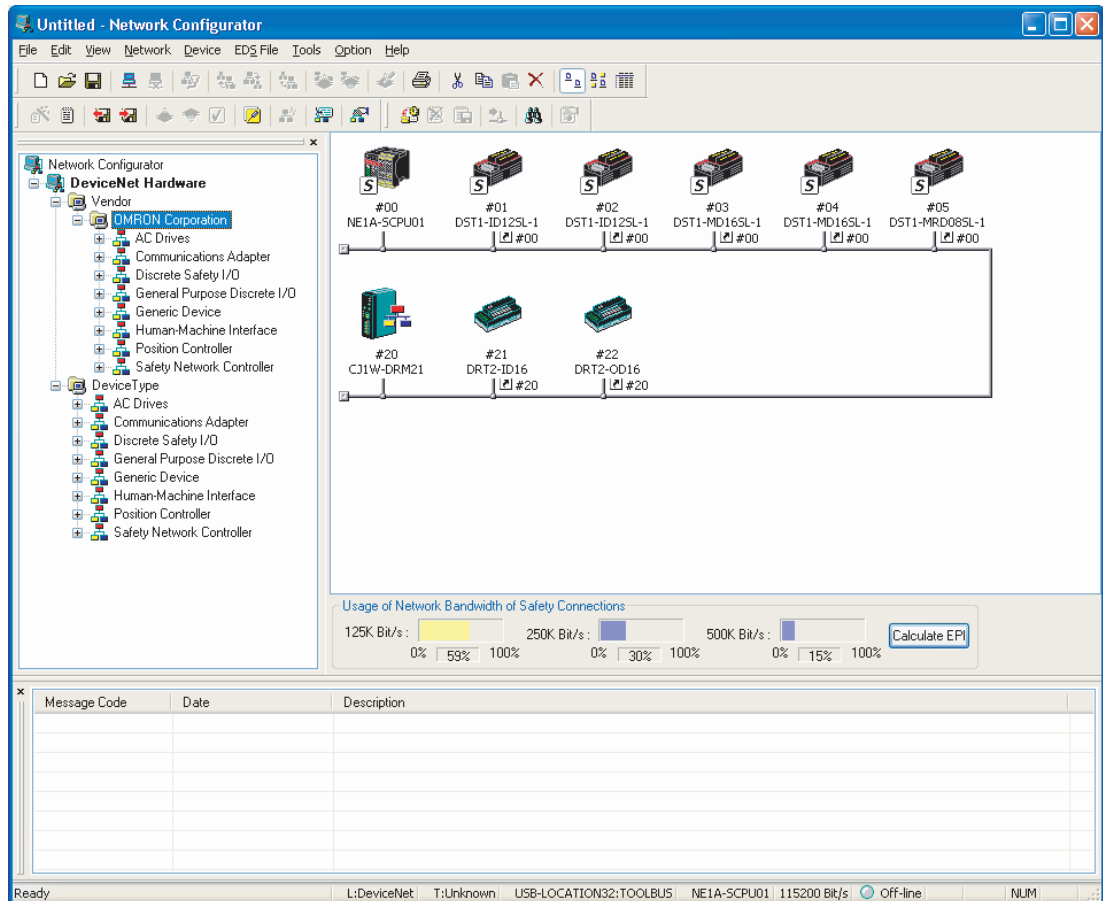 Untitled - Network Configurator
File Edit View Network Device EDS File Tools Option Help
Network Configurator
DeviceNet Hardware
Vendor
OMRON Corporation
AC Drives
Communications Adapter
Discrete Safety I/O
General Purpose Discrete I/O
Generic Device
Human-Machine Interface
Position Controller
Safety Network Controller
DeviceType
AC Drives
Communications Adapter
Discrete Safety I/O
General Purpose Discrete I/O
Generic Device
Human-Machine Interface
Position Controller
Safety Network Controller
S S S S S S
#00 #01 #02 #03 #04 #05
NE1A-SCPU01 DST1-ID12SL-1 DST1-ID12SL-1 DST1-MD16SL-1 DST1-MD16SL-1 DST1-MRD08SL-1
#00 #00 #00 #00 #00
#20 #21 #22
CJ1W-DRM21 DRT2-ID16 DRT2-OD16
#20 #20
Usage of Network Bandwidth of Safety Connections
125K Bit/s : 250K Bit/s : 500K Bit/s : Calculate EPI
0% 59% 100% 0% 30% 100% 0% 15% 100%
Message Code Date Description
Ready L:DeviceNet T:Unknown USB-LOCATION32:TOOLBUS NE1A-SCPU01 115200 Bit/s Off-line NUM